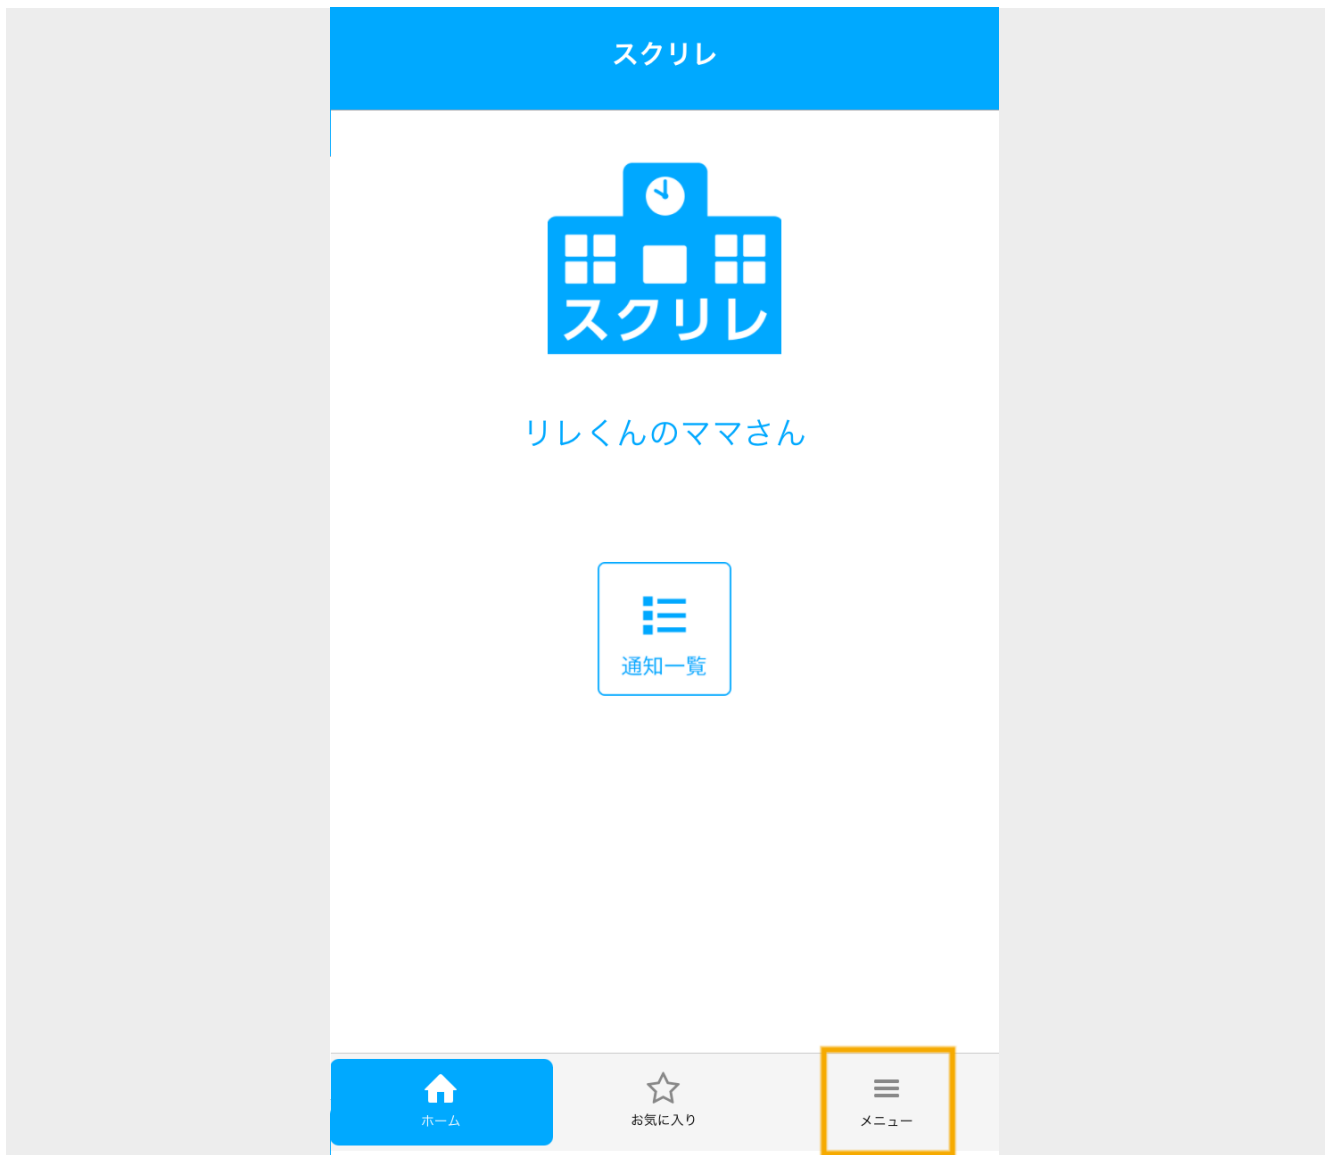 スクリレ
スクリレ
リレくんのママさん
通知一覧
ホーム
お気に入り
メニュー